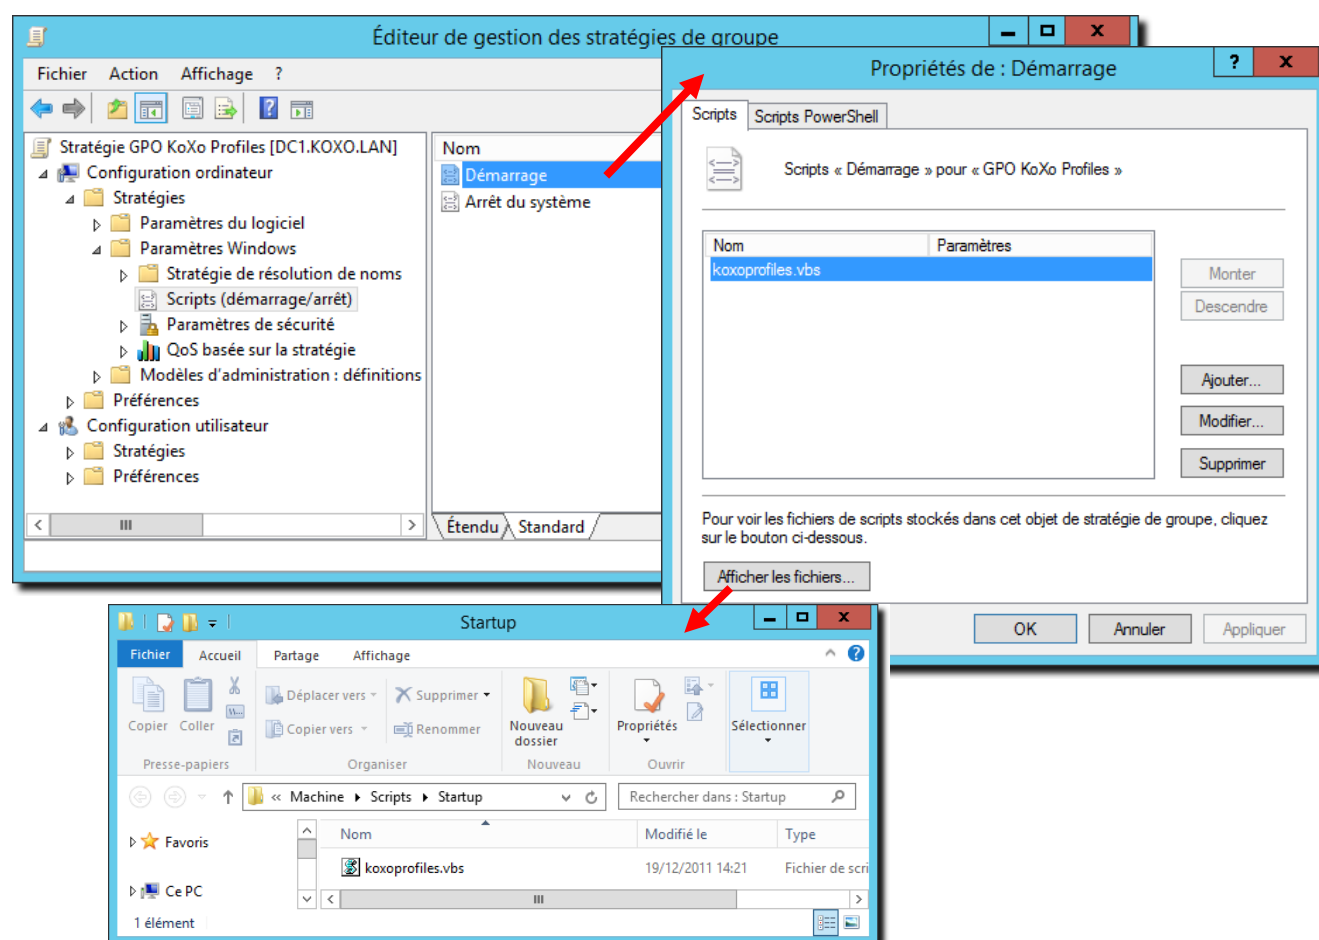 Éditeur de gestion des stratégies de groupe
Fichier Action Affichage ?
Stratégie GPO KoXo Profiles [DC1.KOXO.LAN]
Configuration ordinateur
Stratégies
Paramètres du logiciel
Paramètres Windows
Stratégie de résolution de noms
Scripts (démarrage/arrêt)
Paramètres de sécurité
QoS basée sur la stratégie
Modèles d'administration : définitions
Préférences
Configuration utilisateur
Stratégies
Préférences
Nom
Démarrage
Arrêt du système
Étendu Standard
Propriétés de : Démarrage
? x
Scripts Scripts PowerShell
Scripts « Démarrage » pour « GPO KoXo Profiles »
Nom Paramètres
koxoprofiles.vbs
Monter
Descendre
Ajouter...
Modifier...
Supprimer
Pour voir les fichiers de scripts stockés dans cet objet de stratégie de groupe, cliquez
sur le bouton ci-dessous.
Afficher les fichiers...
OK Annuler Appliquer
Startup
Fichier Accueil Partage Affichage
Copier Coller
Déplacer vers
Copier vers
Supprimer
Renommer
Nouveau
dossier
Propriétés
Sélectionner
Presse-papiers Organiser Nouveau Ouvrir
« Machine Scripts Startup
Rechercher dans : Startup
Favoris
Ce PC
Nom Modifié le Type
koxoprofiles.vbs 19/12/2011 14:21 Fichier de scri
1 élément